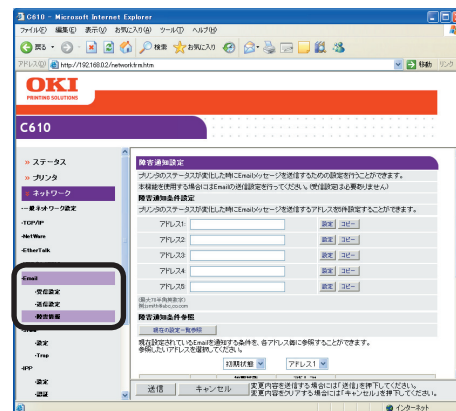 C610 - Microsoft Internet Explorer
ファイル(F) 編集(E) 表示(V) お気に入り(A) ツール(T) ヘルプ(H)
戻る 検索 お気に入り
アドレス(D) http://192.168.0.2/networkfrm.htm 移動 リンク
OKI
PRINTING SOLUTIONS
C610
» ステータス
» プリンタ
» ネットワーク
-TCP/IP
-NetWare
-EtherTalk
-Email
-受信設定
-送信設定
-障害情報
-設定
-Trap
-IPP
-設定
-認証
障害通知設定
プリンタのステータスが変化した時にEmailメッセージを送信するための設定を行うことができます。
本機能を使用する場合にはEmailの送信設定を行ってください。(受信設定は必要ありません)
障害通知条件設定
プリンタのステータスが変化した時にEmailメッセージを送信するアドレスを5件設定することができます。
アドレス1: 設定 コピー
アドレス2: 設定 コピー
アドレス3: 設定 コピー
アドレス4: 設定 コピー
アドレス5: 設定 コピー
障害通知条件参照
現在の設定一覧参照
現在設定されているEmailを通知する条件を、各アドレス毎に参照することができます。
参照したいアドレスを選択してください。
初期状態 アドレス1
送信 キャンセル 変更内容を送信する場合には「送信」を押下してください。
変更内容をクリアする場合には「キャンセル」を押下してください。
インターネット